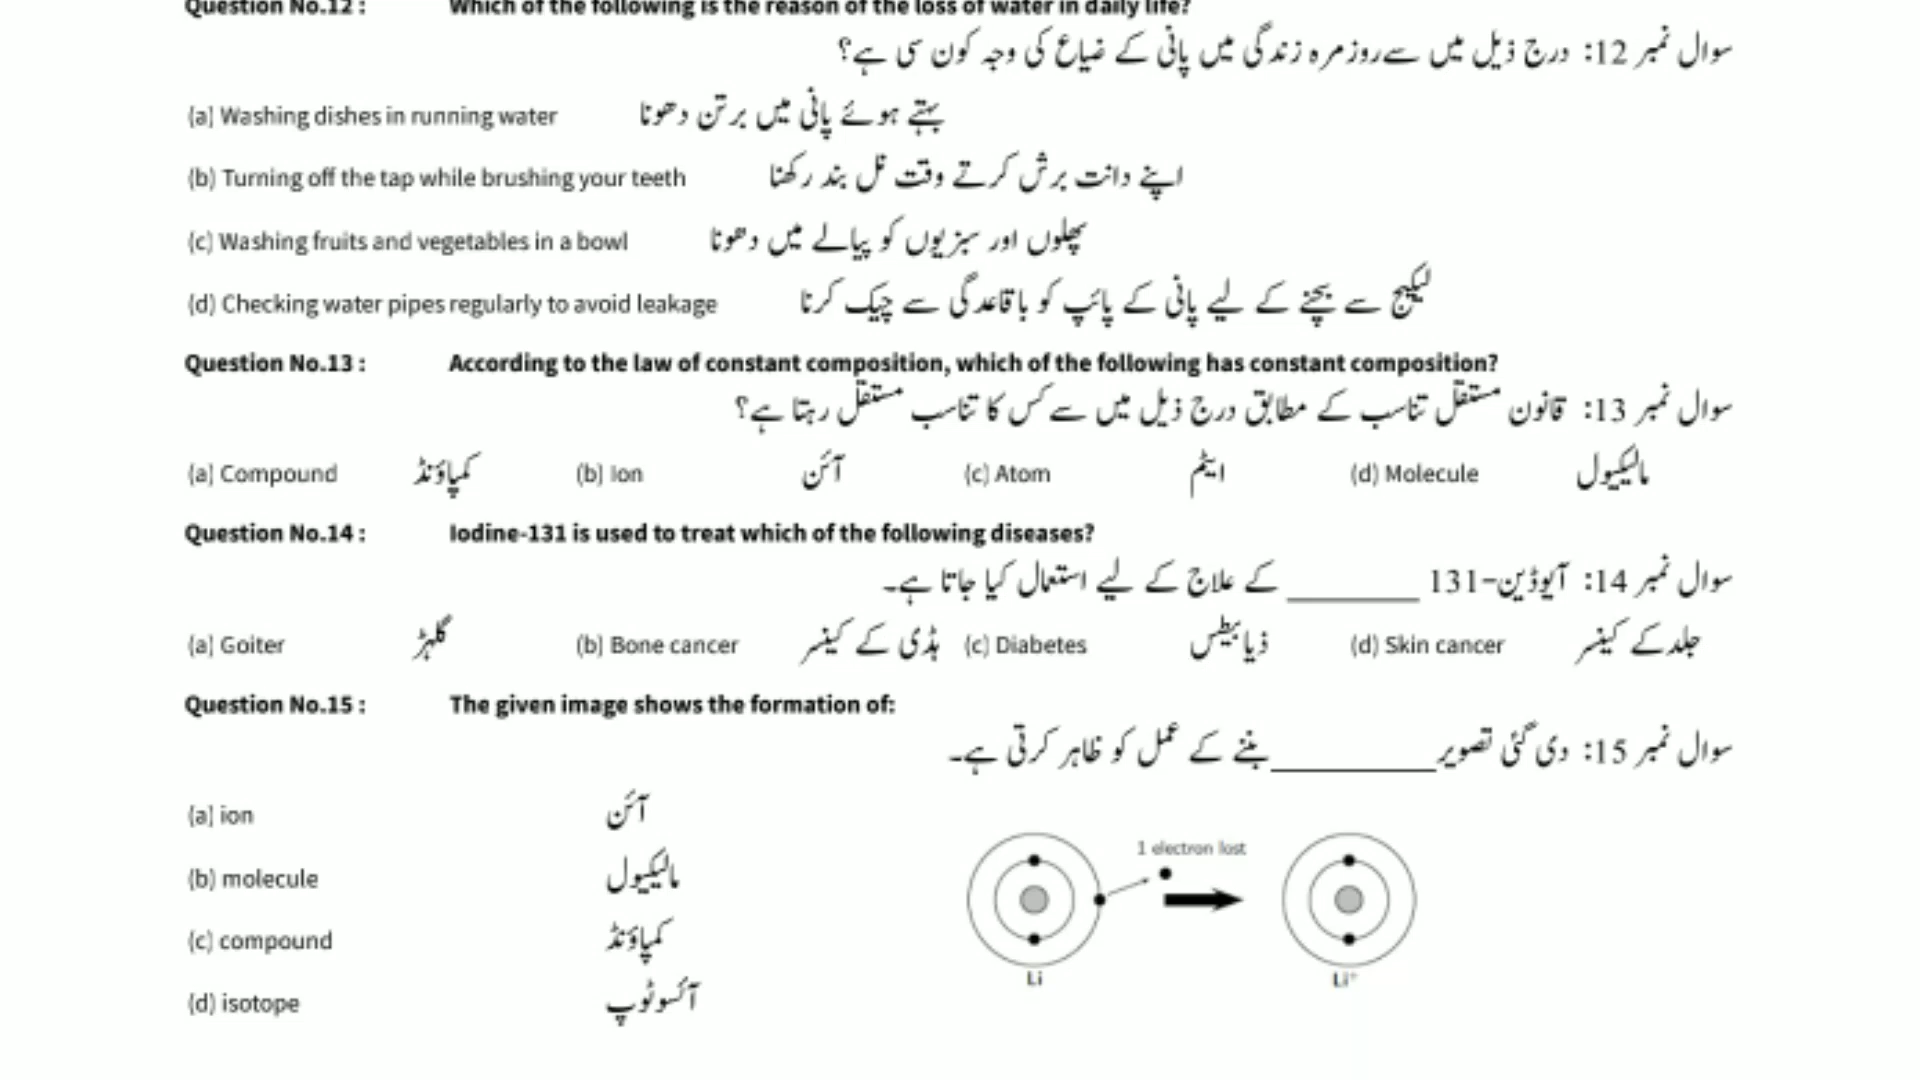 Question No.12 : Which of the following is the reason of the loss of water in daily life?
سوال نمبر 12: درج ذیل میں سے روز مرہ زندگی میں پانی کے ضیاع کی وجہ کون سی ہے؟
(a) Washing dishes in running water بہتے ہوئے پانی میں برتن دھونا
(b) Turning off the tap while brushing your teeth اپنے دانت برش کرتے وقت نل بند رکھنا
(c) Washing fruits and vegetables in a bowl پھلوں اور سبزیوں کو پیالے میں دھونا
(d) Checking water pipes regularly to avoid leakage لیکیج سے بچنے کے لیے پانی کے پائپ کو باقاعدگی سے چیک کرنا
Question No.13 : According to the law of constant composition, which of the following has constant composition?
سوال نمبر 13: قانون مستقل تناسب کے مطابق درج ذیل میں سے کس کا تناسب مستقل رہتا ہے؟
(a) Compound کمپاؤنڈ (b) Ion آئن (c) Atom ایٹم (d) Molecule مالیکیول
Question No.14 : Iodine-131 is used to treat which of the following diseases?
سوال نمبر 14: آیوڈین-131 __________ کے علاج کے لیے استعمال کیا جاتا ہے۔
(a) Goiter گلہڑ (b) Bone cancer ہڈی کے کینسر (c) Diabetes ذیابیطس (d) Skin cancer جلد کے کینسر
Question No.15 : The given image shows the formation of:
سوال نمبر 15: دی گئی تصویر____________بننے کے عمل کو ظاہر کرتی ہے۔
(a) ion آئن
(b) molecule مالیکیول
(c) compound کمپاؤنڈ
(d) isotope آئسوٹوپ
1 electron lost
Li Li⁺